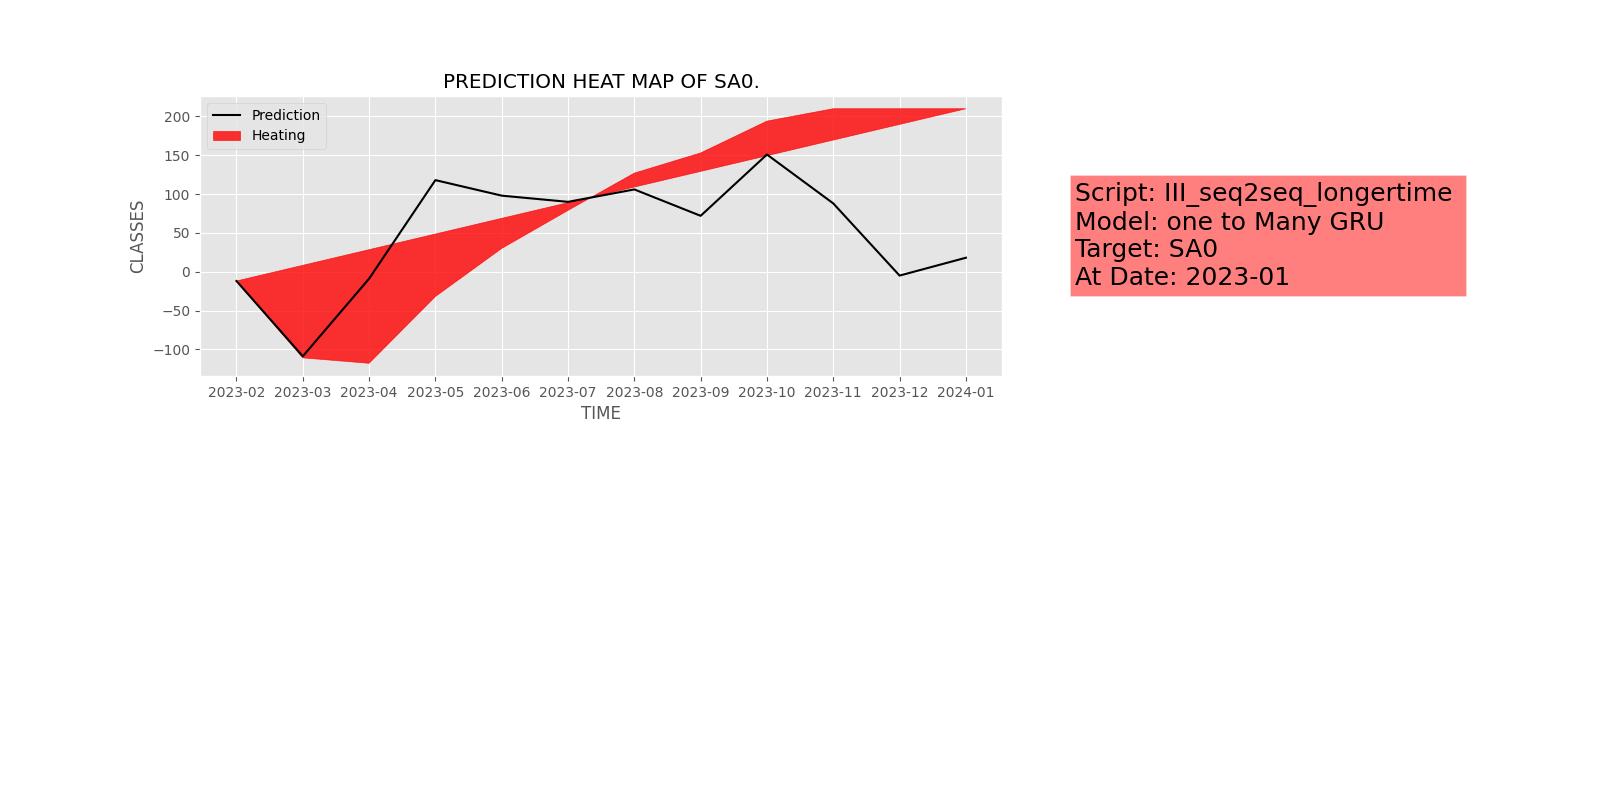 PREDICTION HEAT MAP OF SA0.
Prediction
Heating
200
150
100
50
0
−50
−100
CLASSES
2023-02 2023-03 2023-04 2023-05 2023-06 2023-07 2023-08 2023-09 2023-10 2023-11 2023-12 2024-01
TIME
Script: III_seq2seq_longertime
Model: one to Many GRU
Target: SA0
At Date: 2023-01